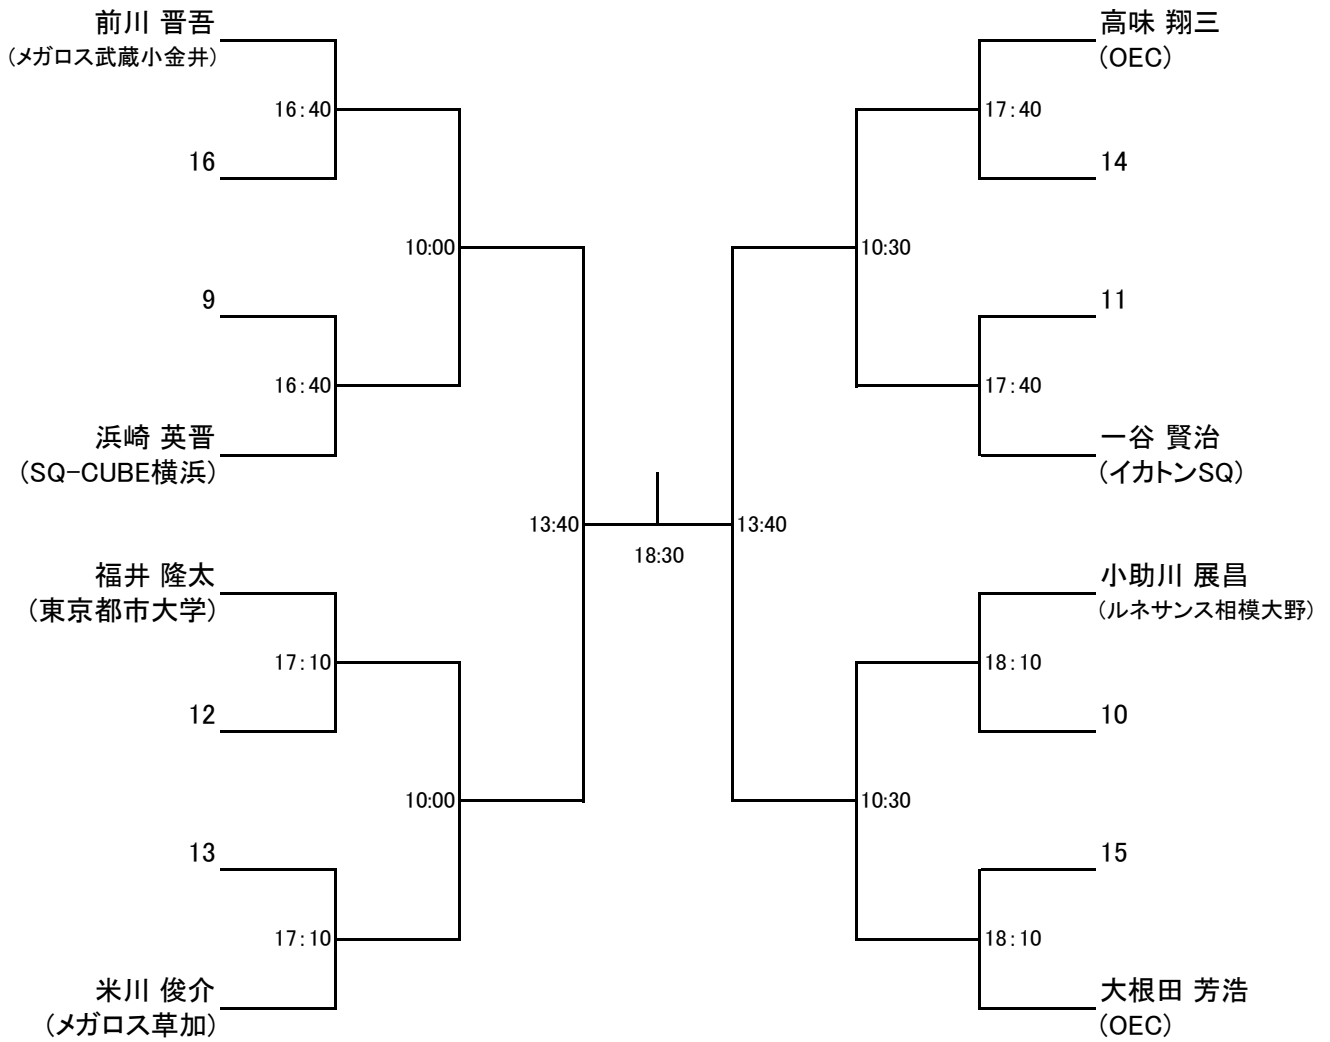 前川 晋吾
(メガロス武蔵小金井)
16:40
16
10:00
9
16:40
浜崎 英晋
(SQ-CUBE横浜)
13:40
福井 隆太
(東京都市大学)
17:10
12
10:00
13
17:10
米川 俊介
(メガロス草加)
18:30
高味 翔三
(OEC)
17:40
14
10:30
11
17:40
一谷 賢治
(イカトンSQ)
13:40
小助川 展昌
(ルネサンス相模大野)
18:10
10
10:30
15
18:10
大根田 芳浩
(OEC)